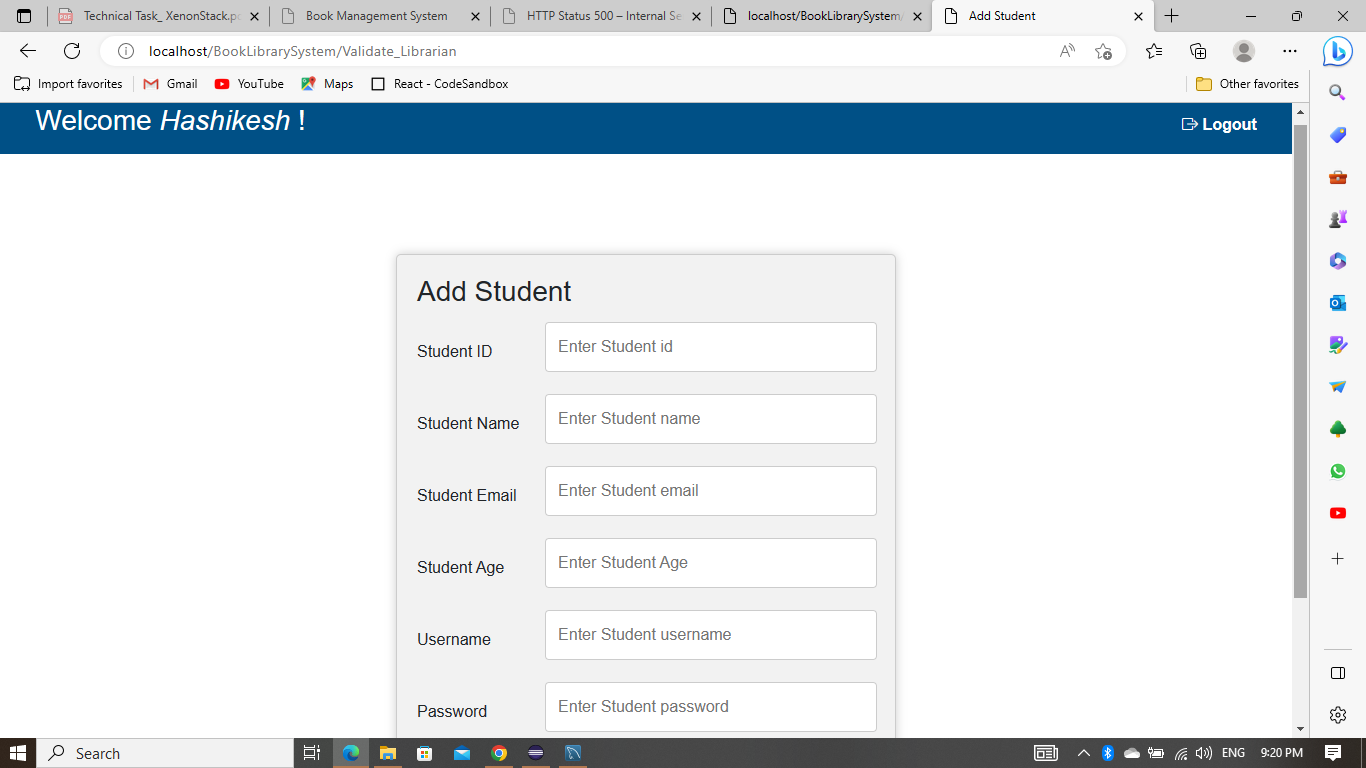 Technical Task_ XenonStack.pd
Book Management System
HTTP Status 500 – Internal Se
localhost/BookLibrarySystem/
Add Student
localhost/BookLibrarySystem/Validate_Librarian
Import favorites
Gmail
YouTube
Maps
React - CodeSandbox
Other favorites
Welcome Hashikesh !
Logout
Add Student
Student ID
Enter Student id
Student Name
Enter Student name
Student Email
Enter Student email
Student Age
Enter Student Age
Username
Enter Student username
Password
Enter Student password
Search
ENG
9:20 PM